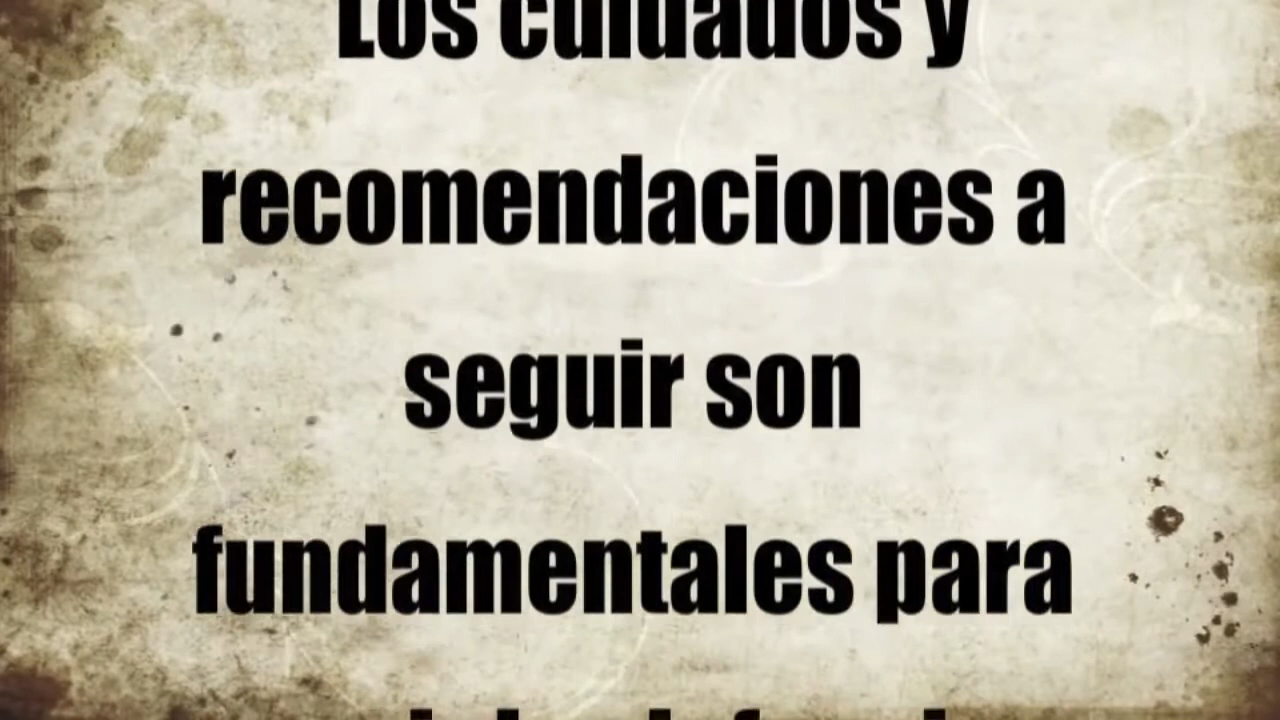 Los cuidados y
recomendaciones a
seguir son
fundamentales para